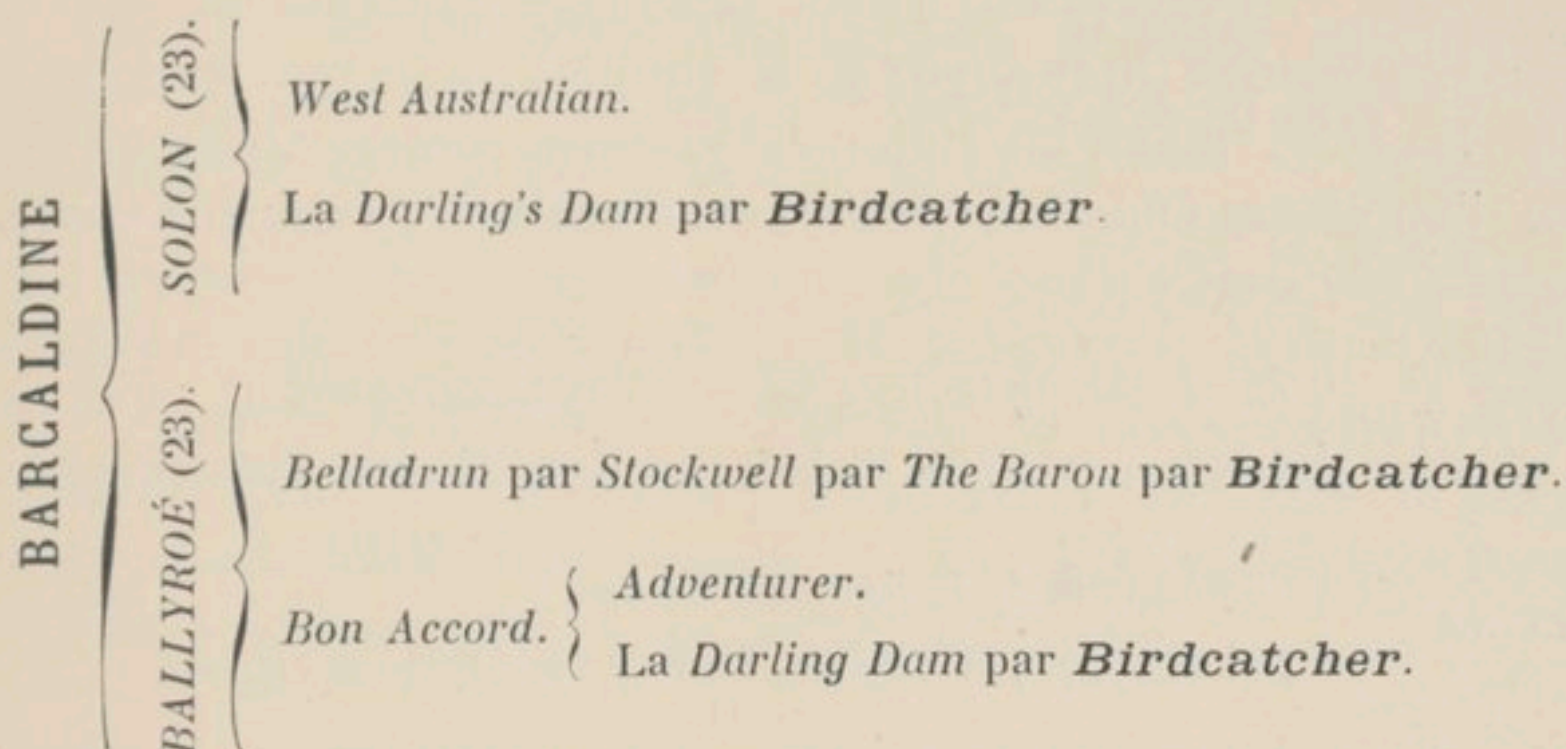 BARCALDINE
SOLON (23).
West Australian.
La Darling's Dam par Birdcatcher.
BALLYROÉ (23).
Belladrun par Stockwell par The Baron par Birdcatcher.
Bon Accord.
Adventurer.
La Darling Dam par Birdcatcher.